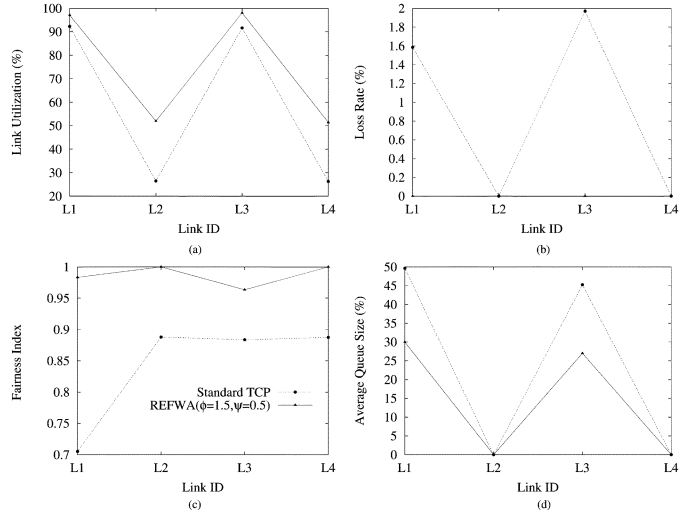 100
90
80
70
60
50
40
30
20
Link Utilization (%)
L1 L2 L3 L4
Link ID
(a)
2
1.8
1.6
1.4
1.2
1
0.8
0.6
0.4
0.2
0
Loss Rate (%)
L1 L2 L3 L4
Link ID
(b)
1
0.95
0.9
0.85
0.8
0.75
0.7
Fairness Index
Standard TCP
REFWA(ϕ=1.5,ψ=0.5)
L1 L2 L3 L4
Link ID
(c)
50
45
40
35
30
25
20
15
10
5
0
Average Queue Size (%)
L1 L2 L3 L4
Link ID
(d)